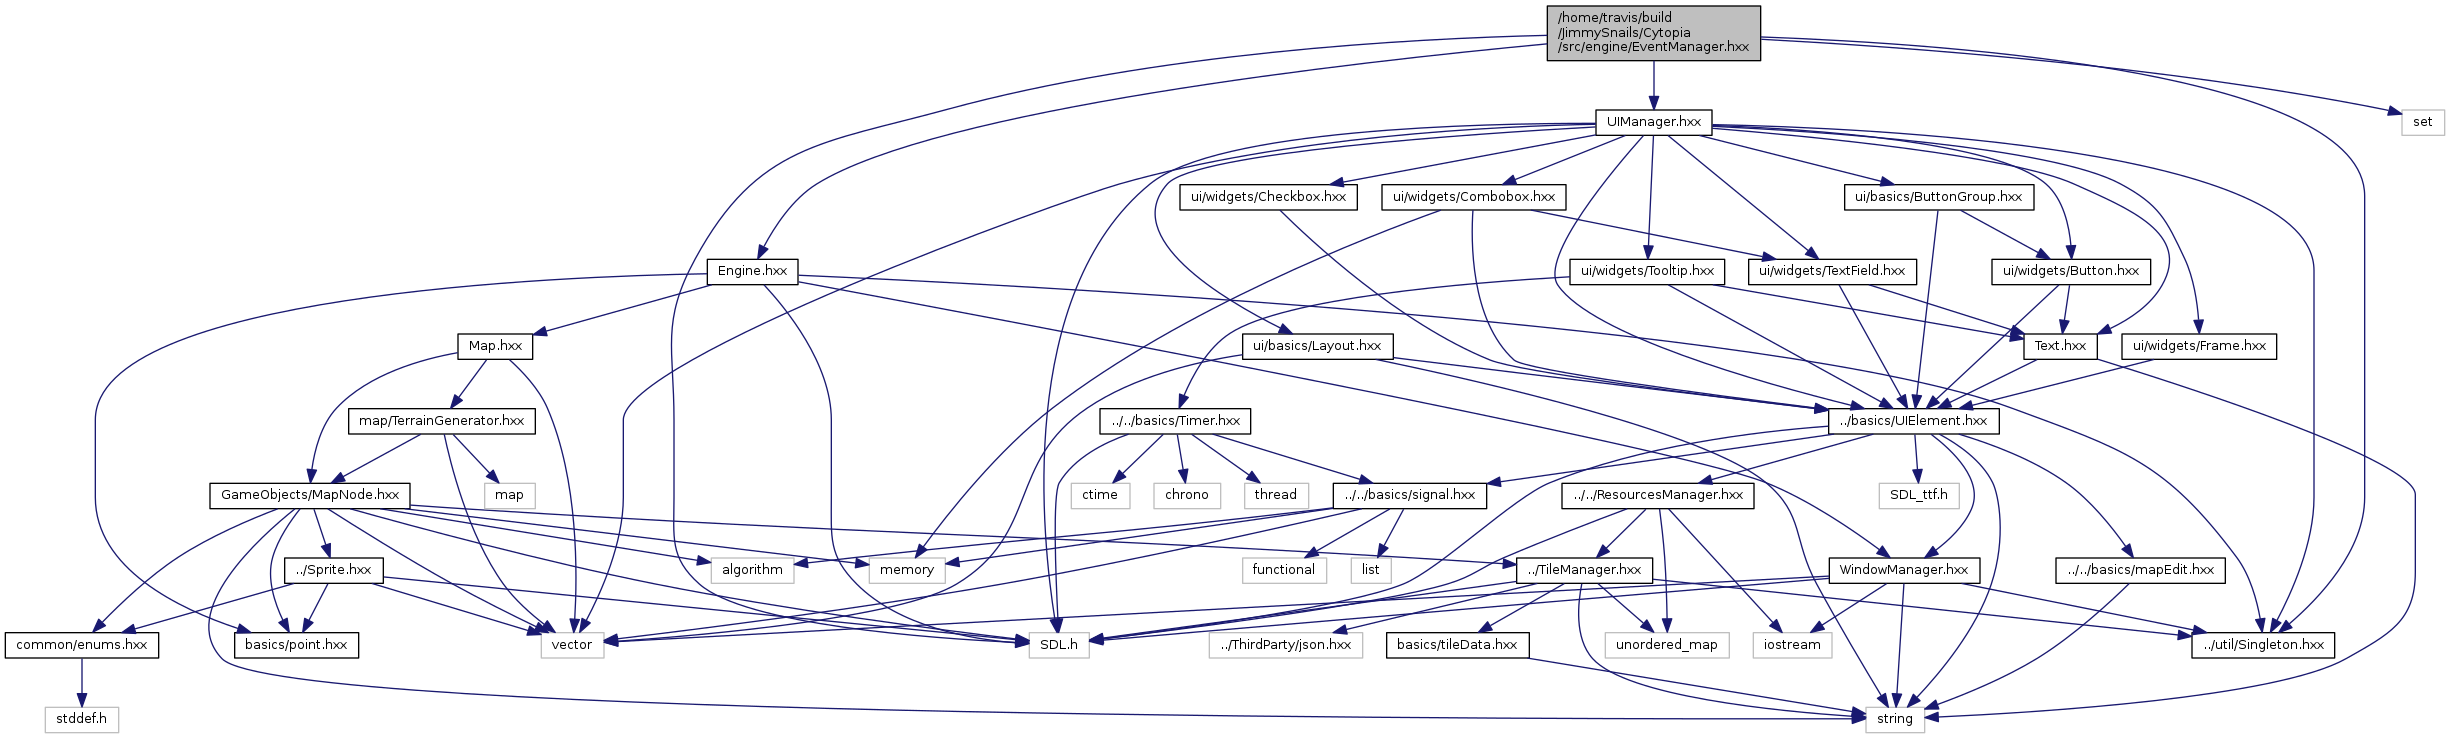 /home/travis/build
/JimmySnails/Cytopia
/src/engine/EventManager.hxx
UIManager.hxx
set
ui/widgets/Checkbox.hxx
ui/widgets/Combobox.hxx
ui/basics/ButtonGroup.hxx
Engine.hxx
ui/widgets/Tooltip.hxx
ui/widgets/TextField.hxx
ui/widgets/Button.hxx
Map.hxx
ui/basics/Layout.hxx
Text.hxx
ui/widgets/Frame.hxx
map/TerrainGenerator.hxx
../../basics/Timer.hxx
../basics/UIElement.hxx
GameObjects/MapNode.hxx
map
ctime
chrono
thread
../../basics/signal.hxx
../../ResourcesManager.hxx
SDL_ttf.h
../Sprite.hxx
algorithm
memory
functional
list
../TileManager.hxx
WindowManager.hxx
../../basics/mapEdit.hxx
common/enums.hxx
basics/point.hxx
vector
SDL.h
../ThirdParty/json.hxx
basics/tileData.hxx
unordered_map
iostream
../util/Singleton.hxx
stddef.h
string